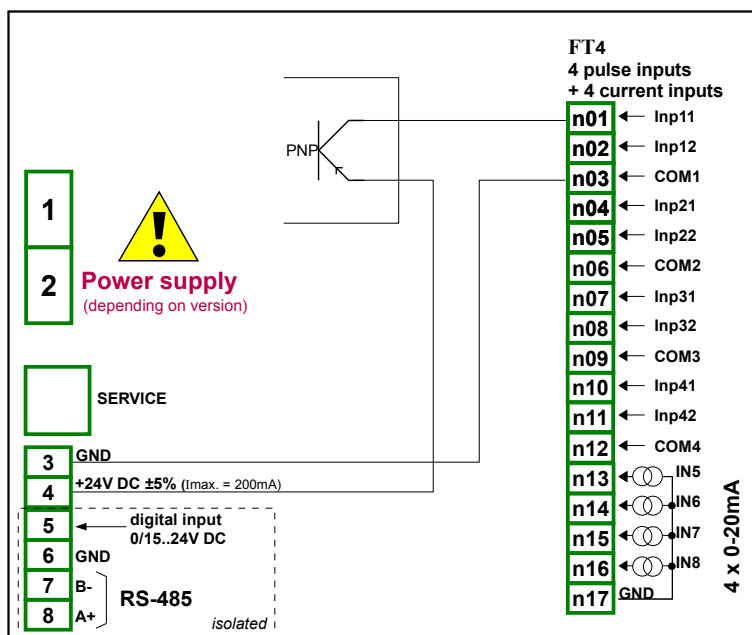 FT4
4 pulse inputs
+ 4 current inputs
n01 Inp11
n02 Inp12
n03 COM1
n04 Inp21
n05 Inp22
n06 COM2
n07 Inp31
n08 Inp32
n09 COM3
n10 Inp41
n11 Inp42
n12 COM4
n13 IN5
n14 IN6
n15 IN7
n16 IN8
n17 GND
4 x 0-20mA
PNP
1
2
!
Power supply
(depending on version)
SERVICE
3 GND
4 +24V DC ±5% (Imax. = 200mA)
5 digital input
0/15..24V DC
6 GND
7 B-
8 A+
RS-485
isolated